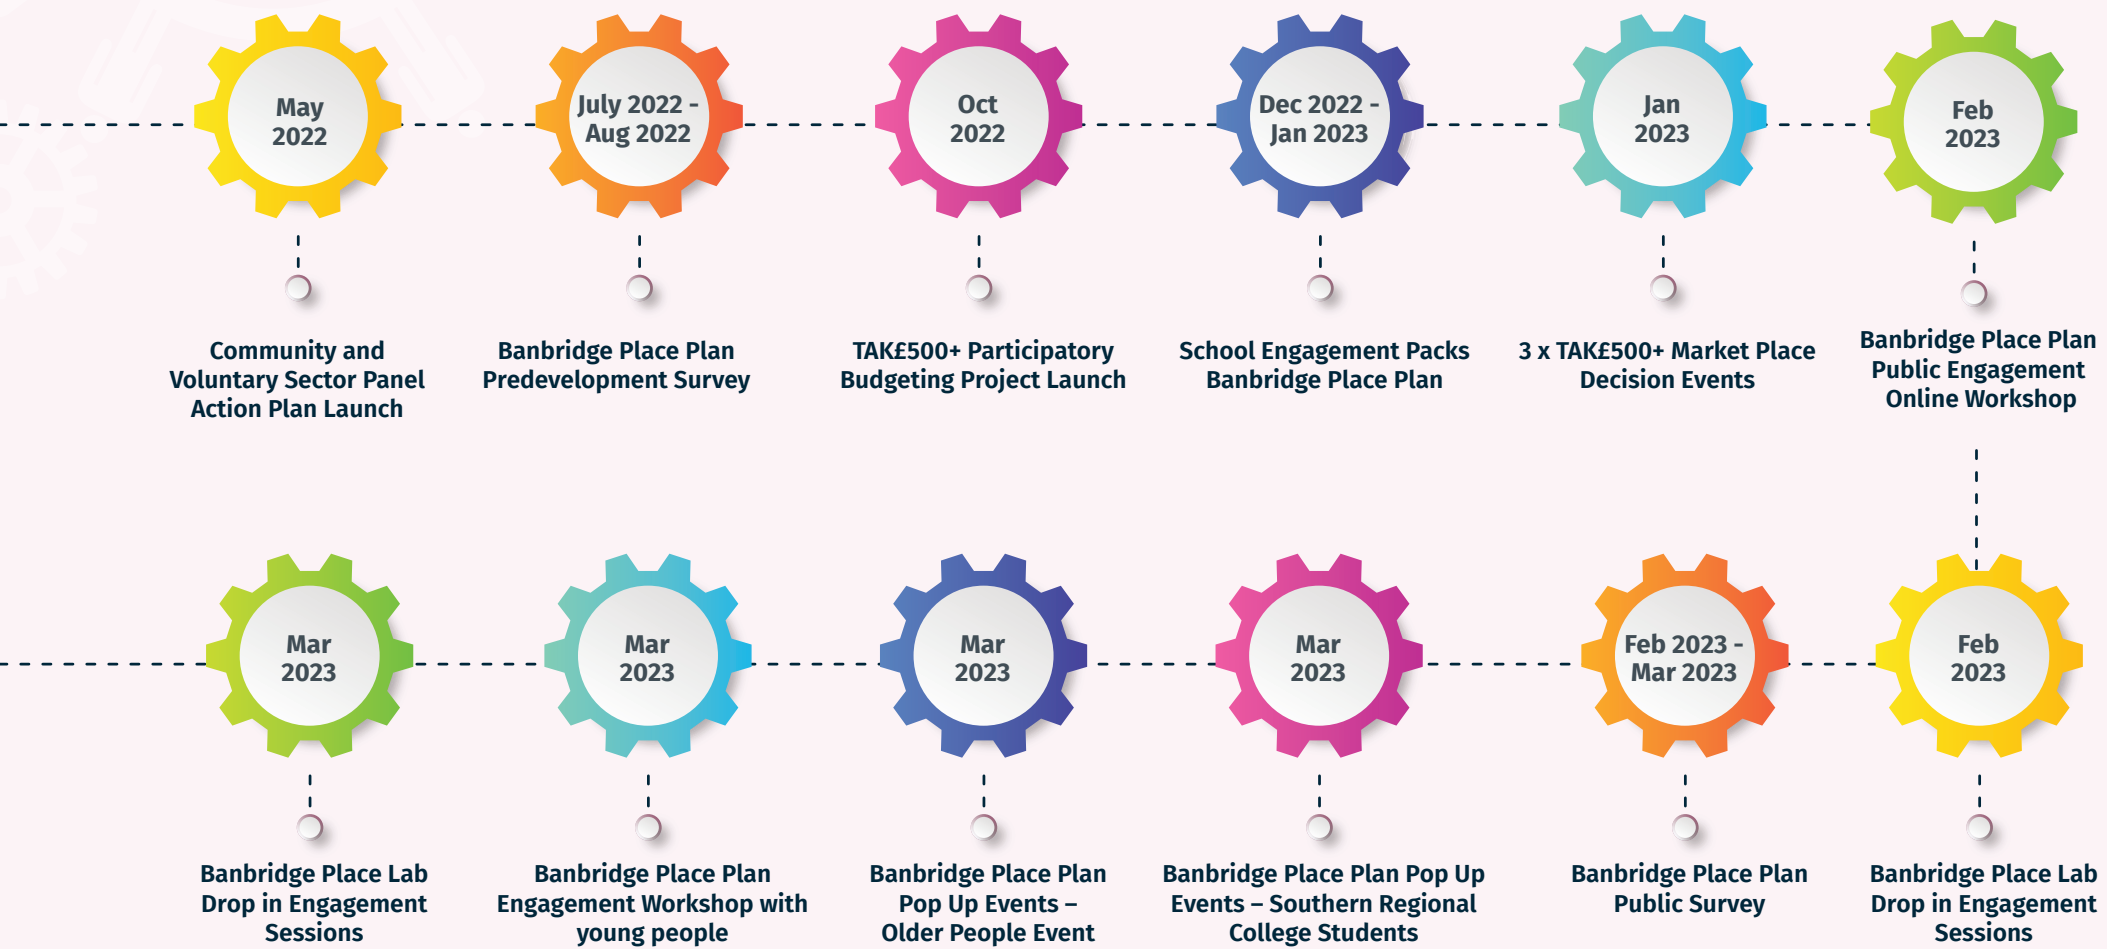 May
2022
July 2022 -
Aug 2022
Oct
2022
Dec 2022 -
Jan 2023
Jan
2023
Feb
2023
Community and
Voluntary Sector Panel
Action Plan Launch
Banbridge Place Plan
Predevelopment Survey
TAK£500+ Participatory
Budgeting Project Launch
School Engagement Packs
Banbridge Place Plan
3 x TAK£500+ Market Place
Decision Events
Banbridge Place Plan
Public Engagement
Online Workshop
Mar
2023
Mar
2023
Mar
2023
Mar
2023
Feb 2023 -
Mar 2023
Feb
2023
Banbridge Place Lab
Drop in Engagement
Sessions
Banbridge Place Plan
Engagement Workshop with
young people
Banbridge Place Plan
Pop Up Events –
Older People Event
Banbridge Place Plan Pop Up
Events – Southern Regional
College Students
Banbridge Place Plan
Public Survey
Banbridge Place Lab
Drop in Engagement
Sessions